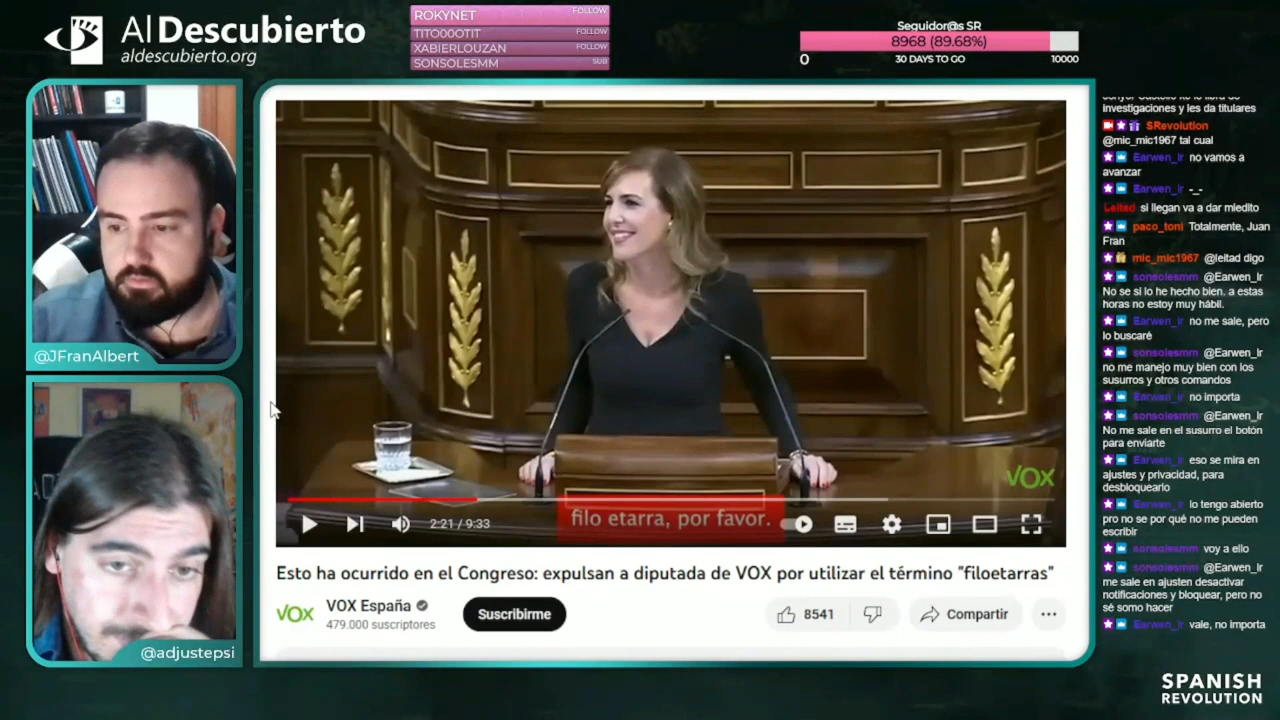 Al Descubierto
aldescubierto.org
ROKYNET FOLLOW
TITO00OTIT FOLLOW
XABIERLOUZAN FOLLOW
SONSOLESMM SUB
Seguidor@s SR
8968 (89.68%)
0 30 DAYS TO GO 10000
@JFranAlbert
@adjustepsi
VOX
filo etarra, por favor.
2:21 / 9:33
Esto ha ocurrido en el Congreso: expulsan a diputada de VOX por utilizar el término "filoetarras"
VOX
VOX España
479.000 suscriptores
Suscribirme
8541
Compartir
investigaciones y les da titulares
SRevolution
@mic_mic1967 tal cual
Earwen_Ir no vamos a
avanzar
Earwen_Ir -_-
Leitad si llegan va a dar miedito
paco_toni Totalmente, Juan
Fran
mic_mic1967 @leitad digo
sonsolesmm @Earwen_Ir
No se si lo he hecho bien. a estas
horas no estoy muy hábil.
Earwen_Ir no me sale, pero
lo buscaré
sonsolesmm @Earwen_Ir
no me manejo muy bien con los
susurros y otros comandos
Earwen_Ir no importa
sonsolesmm @Earwen_Ir
No me sale en el susurro el botón
para enviarte
Earwen_Ir eso se mira en
ajustes y privacidad, para
desbloquearlo
Earwen_Ir lo tengo abierto
pro no se por qué no me pueden
escribir
sonsolesmm voy a ello
sonsolesmm @Earwen_Ir
me sale en ajusten desactivar
notificaciones y bloquear, pero no
sé somo hacer
Earwen_Ir vale, no importa
SPANISH
REVOLUTION